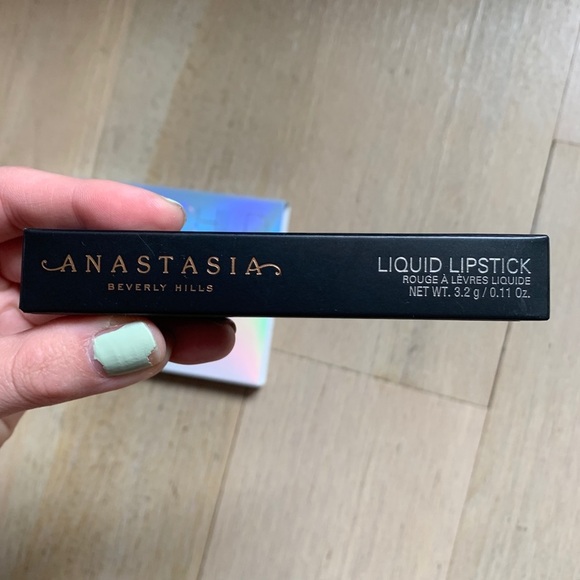 ANASTASIA
BEVERLY HILLS
LIQUID LIPSTICK
ROUGE À LÈVRES LIQUIDE
NET WT. 3.2 g / 0.11 Oz.